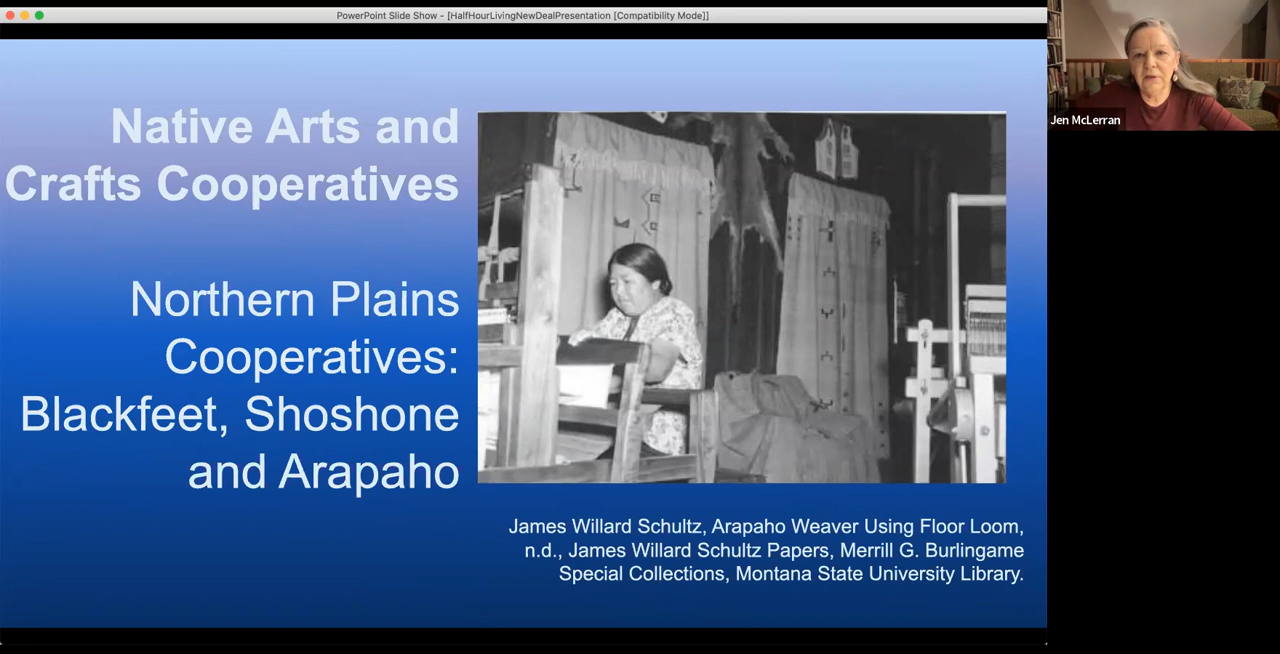 PowerPoint Slide Show - [HalfHourLivingNewDealPresentation [Compatibility Mode]]
Native Arts and
Crafts Cooperatives
Northern Plains
Cooperatives:
Blackfeet, Shoshone
and Arapaho
James Willard Schultz, Arapaho Weaver Using Floor Loom,
n.d., James Willard Schultz Papers, Merrill G. Burlingame
Special Collections, Montana State University Library.
Jen McLerran